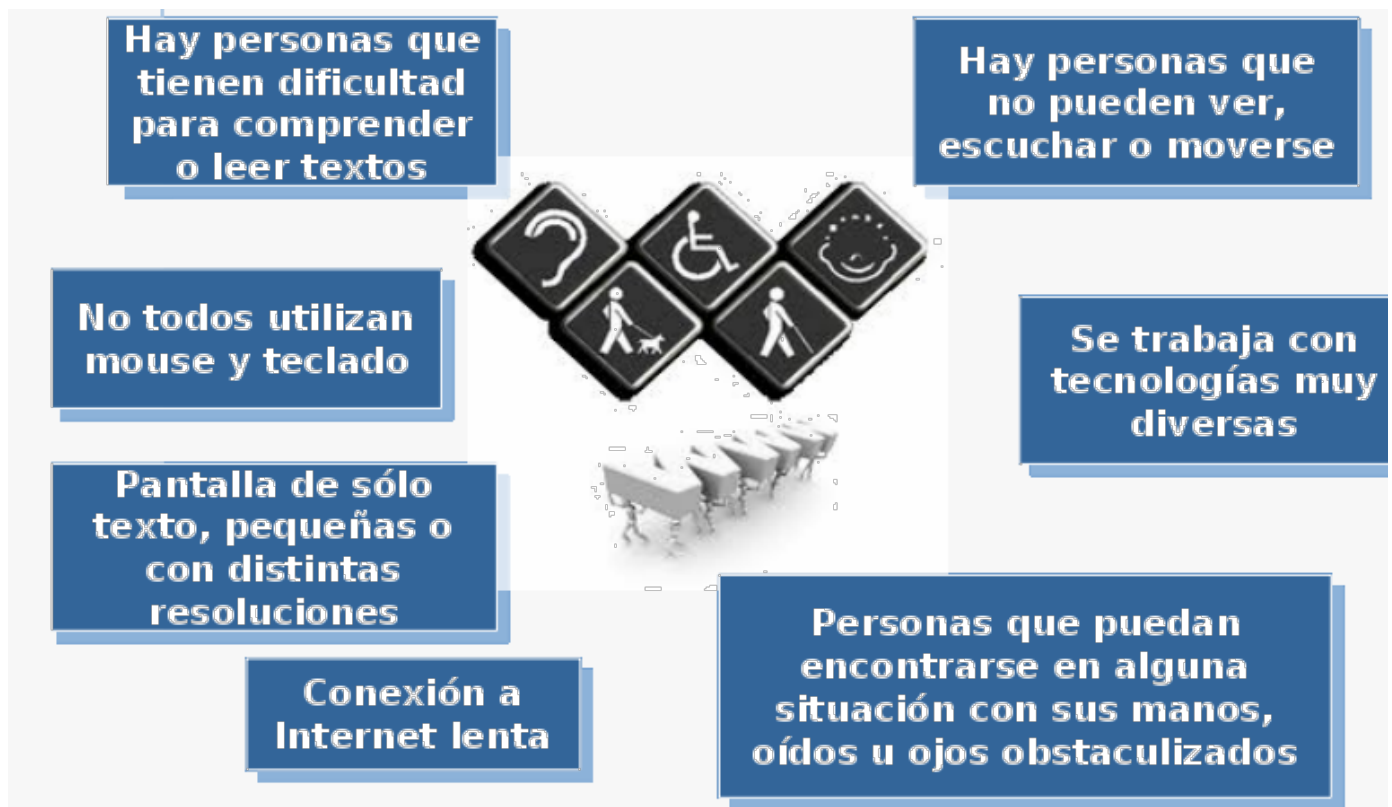 Hay personas que
tienen dificultad
para comprender
o leer textos
Hay personas que
no pueden ver,
escuchar o moverse
No todos utilizan
mouse y teclado
Se trabaja con
tecnologías muy
diversas
Pantalla de sólo
texto, pequeñas o
con distintas
resoluciones
Personas que puedan
encontrarse en alguna
situación con sus manos,
oídos u ojos obstaculizados
Conexión a
Internet lenta